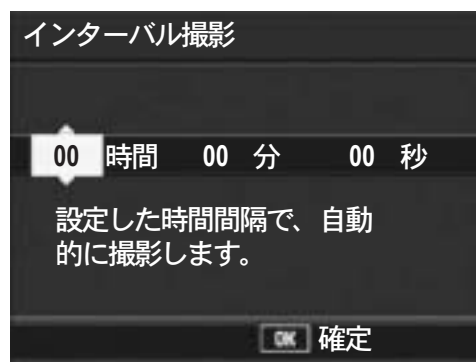 インターバル撮影
00 時間 00 分 00 秒
設定した時間間隔で、自動
的に撮影します。
OK 確定